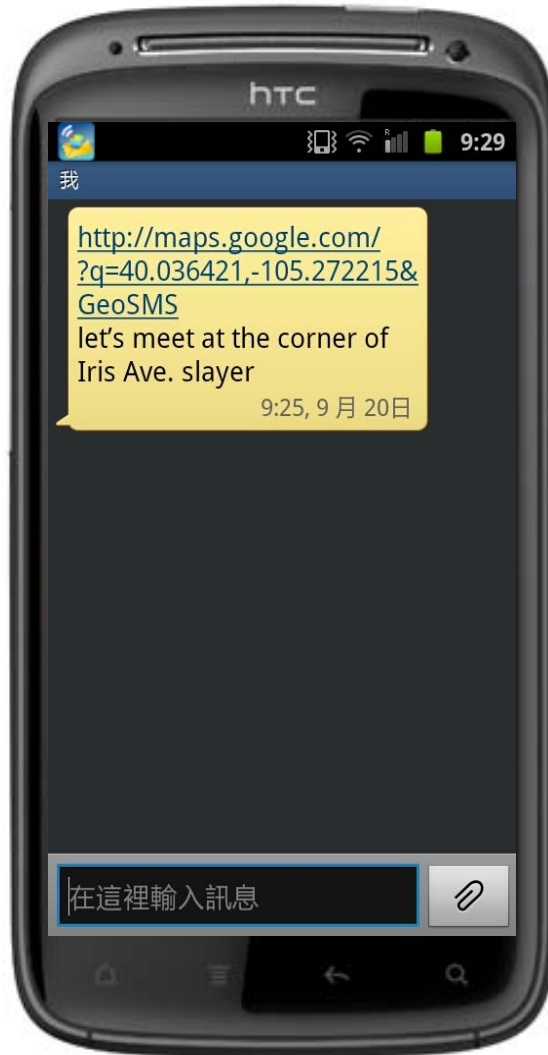 hTC
9:29
我
http://maps.google.com/
?q=40.036421,-105.272215&
GeoSMS
let’s meet at the corner of
Iris Ave. slayer
9:25, 9 月 20日
在這裡輸入訊息